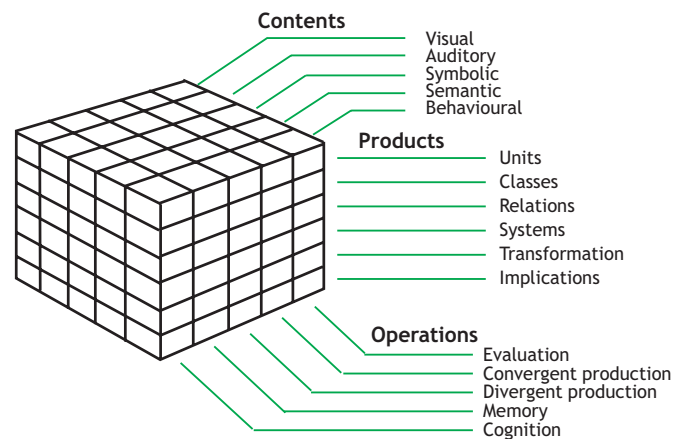 Contents
Visual
Auditory
Symbolic
Semantic
Behavioural
Products
Units
Classes
Relations
Systems
Transformation
Implications
Operations
Evaluation
Convergent production
Divergent production
Memory
Cognition